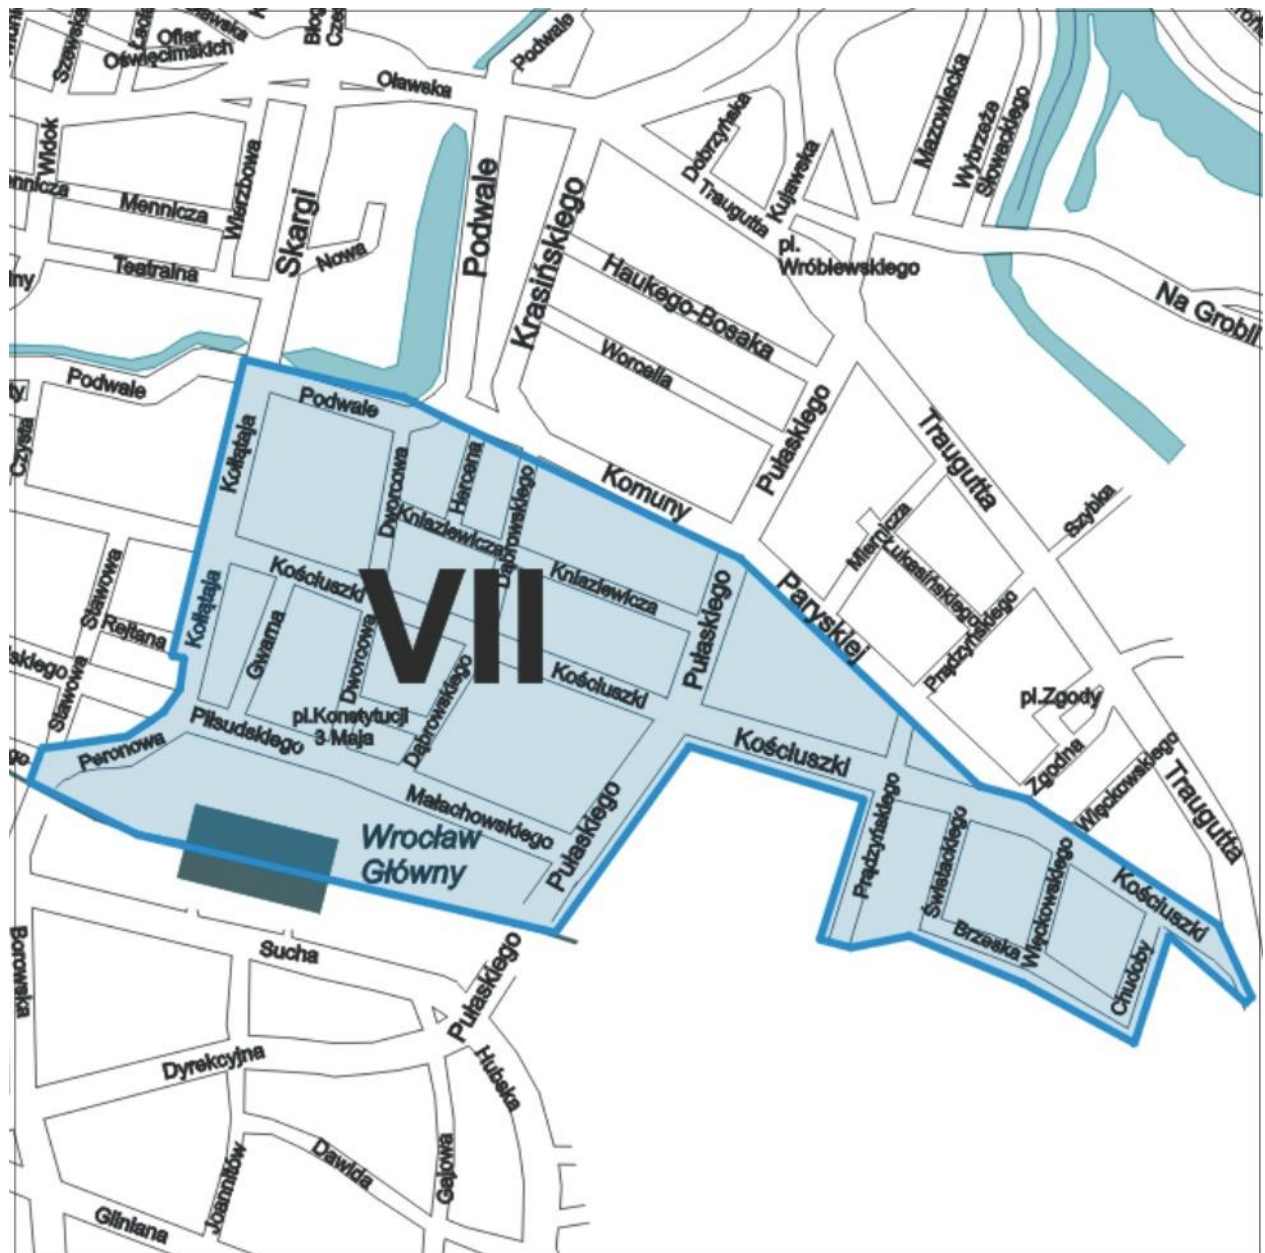 Szewska
Ofiar
Oświęcimskich
Oławska
Podwale
Widok
Mennicza
Wierzbowa
Teatralna
Skargi
Nowa
Podwale
Krasińskiego
Dobrzyńska
Traugutta
Kujawska
pl.
Wróblewskiego
Mazowiecka
Wybrzeże
Słowackiego
Na Grobli
Haukego-Bosaka
Worcella
Podwale
Czysta
Podwale
Kołłątaja
Dworcowa
Hercena
Dąbrowskiego
Komuny
Pułaskiego
Traugutta
Szybka
Miernicza
Łukasińskiego
Prądzyńskiego
Kniaziewicza
Kniaziewicza
Kościuszki
VII
Stawowa
Rejtana
Stawowa
Kołłątaja
Gwarna
Dworcowa
Dąbrowskiego
Kościuszki
Pułaskiego
Paryskiej
pl.Zgody
Zgodna
Więckowskiego
Traugutta
pl.Konstytucji
3 Maja
Piłsudskiego
Peronowa
Małachowskiego
Kościuszki
Pułaskiego
Wrocław
Główny
Prądzyńskiego
Świstackiego
Więckowskiego
Kościuszki
Brzeska
Chudoby
Borowska
Sucha
Pułaskiego
Dyrekcyjna
Hubska
Joannitów
Dawida
Gajowa
Gliniana